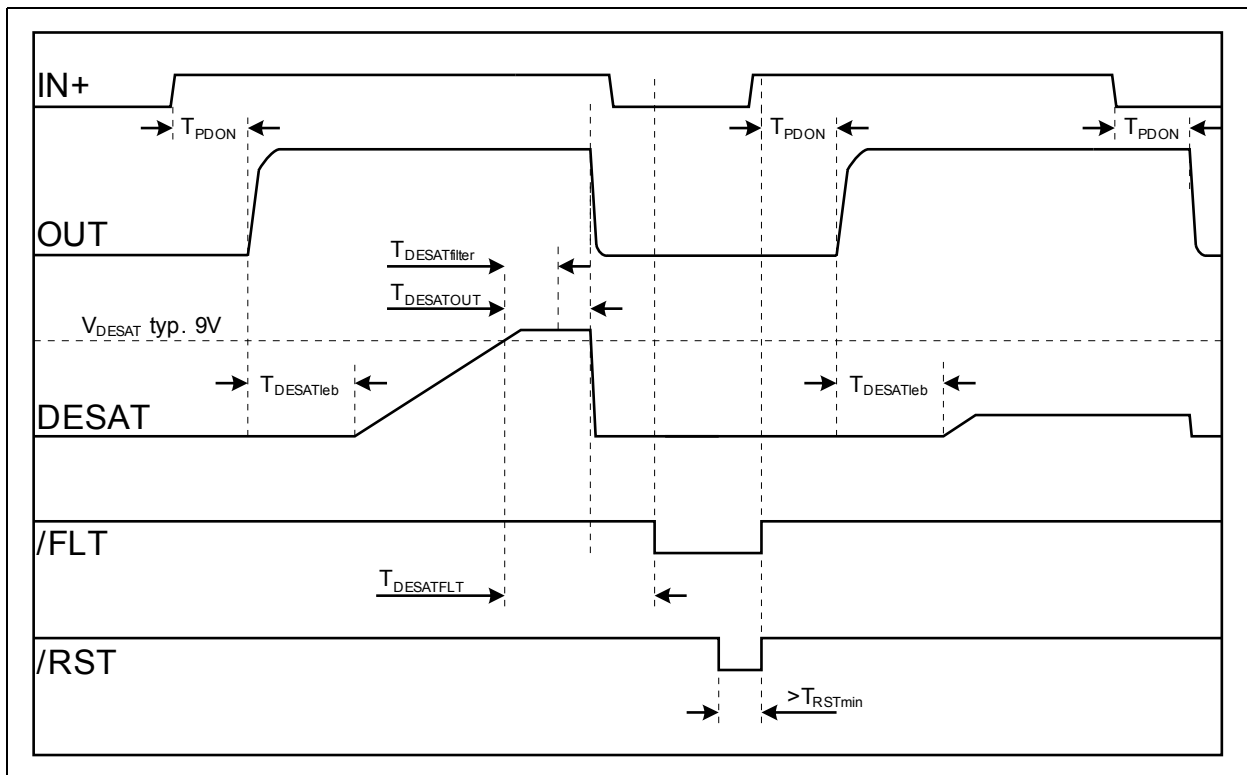 IN+
T_PDON T_PDON T_PDON
OUT
T_DESATfilter
T_DESATOUT
V_DESAT typ. 9V
T_DESATleb T_DESATleb
DESAT
/FLT
T_DESATFLT
/RST
>T_RSTmin